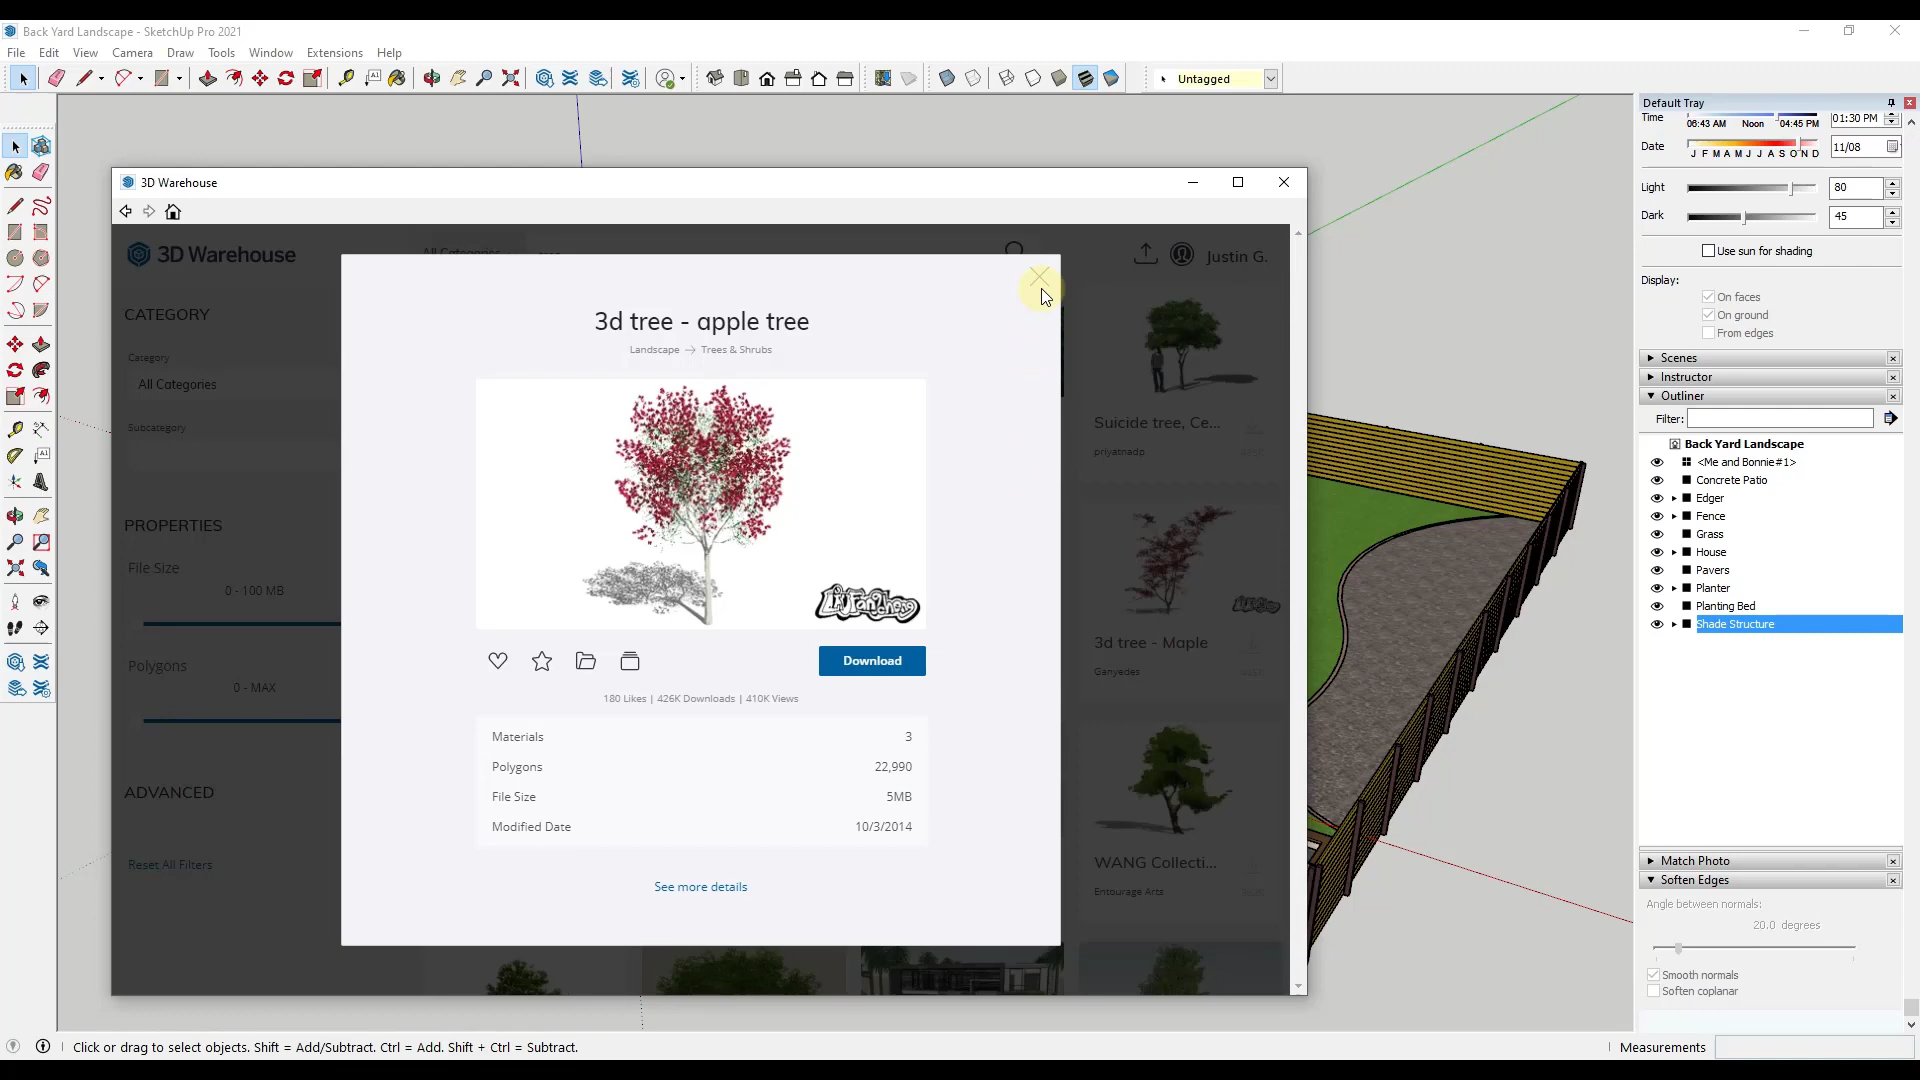 Back Yard Landscape - SketchUp Pro 2021
File Edit View Camera Draw Tools Window Extensions Help
Untagged
Default Tray
Time 06:43 AM Noon 04:45 PM 01:30 PM
Date J F M A M J J A S O N D 11/08
Light 80
Dark 45
Use sun for shading
Display:
On faces
On ground
From edges
Scenes
Instructor
Outliner
Filter:
Back Yard Landscape
<Me and Bonnie#1>
Concrete Patio
Edger
Fence
Grass
House
Pavers
Planter
Planting Bed
Shade Structure
Match Photo
Soften Edges
Angle between normals:
20.0 degrees
Smooth normals
Soften coplanar
3D Warehouse
3D Warehouse
All Categories
Justin G.
CATEGORY
Category
All Categories
Subcategory
PROPERTIES
File Size
0 - 100 MB
Polygons
0 - MAX
ADVANCED
Reset All Filters
3d tree - apple tree
Landscape → Trees & Shrubs
LiuFancheng
Download
180 Likes | 426K Downloads | 410K Views
Materials 3
Polygons 22,990
File Size 5MB
Modified Date 10/3/2014
See more details
Suicide tree, Ce...
priyatnadp
3d tree - Maple
Ganyedes
WANG Collecti...
Entourage Arts
Click or drag to select objects. Shift = Add/Subtract. Ctrl = Add. Shift + Ctrl = Subtract.
Measurements